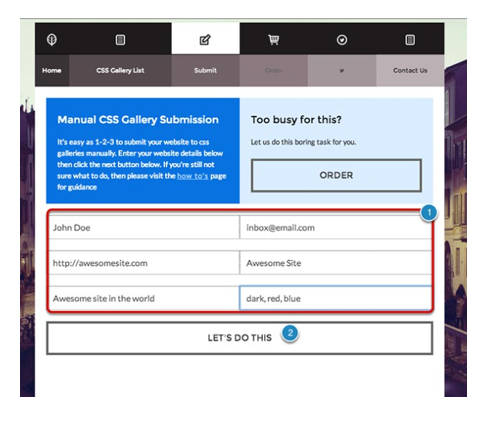 Home CSS Gallery List Submit Order Contact Us
Manual CSS Gallery Submission
It's easy as 1-2-3 to submit your website to css
galleries manually. Enter your website details below
then click the next button below. If you're still not
sure what to do, then please visit the how to's page
for guidance
Too busy for this?
Let us do this boring task for you.
ORDER
1
John Doe inbox@email.com
http://awesomesite.com Awesome Site
Awesome site in the world dark, red, blue
LET'S DO THIS 2